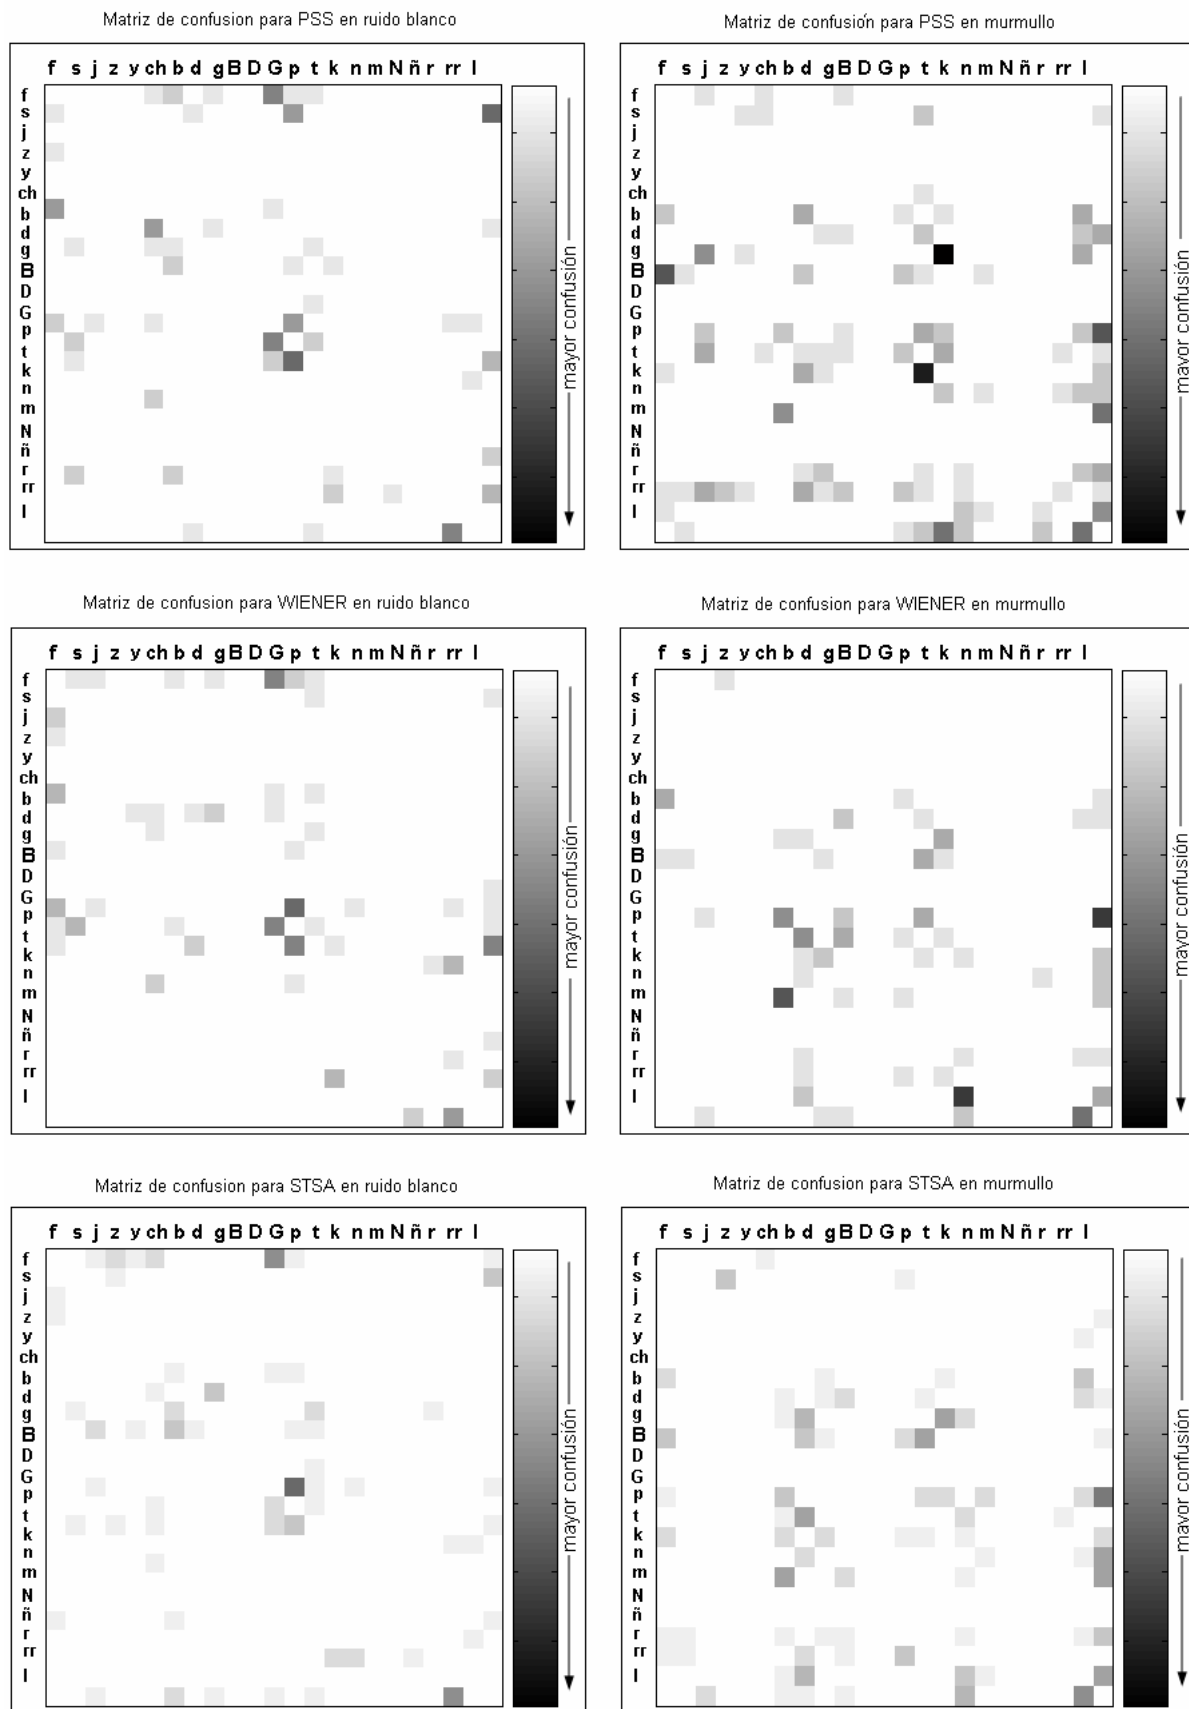 Matriz de confusion para PSS en ruido blanco
f s j z y ch b d g B D G p t k n m N ñ r rr l
f
s
j
z
y
ch
b
d
g
B
D
G
p
t
k
n
m
N
ñ
r
rr
l
mayor confusión
Matriz de confusión para PSS en murmullo
f s j z y ch b d g B D G p t k n m N ñ r rr l
f
s
j
z
y
ch
b
d
g
B
D
G
p
t
k
n
m
N
ñ
r
rr
l
mayor confusión
Matriz de confusion para WIENER en ruido blanco
f s j z y ch b d g B D G p t k n m N ñ r rr l
f
s
j
z
y
ch
b
d
g
B
D
G
p
t
k
n
m
N
ñ
r
rr
l
mayor confusión
Matriz de confusion para WIENER en murmullo
f s j z y ch b d g B D G p t k n m N ñ r rr l
f
s
j
z
y
ch
b
d
g
B
D
G
p
t
k
n
m
N
ñ
r
rr
l
mayor confusión
Matriz de confusion para STSA en ruido blanco
f s j z y ch b d g B D G p t k n m N ñ r rr l
f
s
j
z
y
ch
b
d
g
B
D
G
p
t
k
n
m
N
ñ
r
rr
l
mayor confusión
Matriz de confusion para STSA en murmullo
f s j z y ch b d g B D G p t k n m N ñ r rr l
f
s
j
z
y
ch
b
d
g
B
D
G
p
t
k
n
m
N
ñ
r
rr
l
mayor confusión